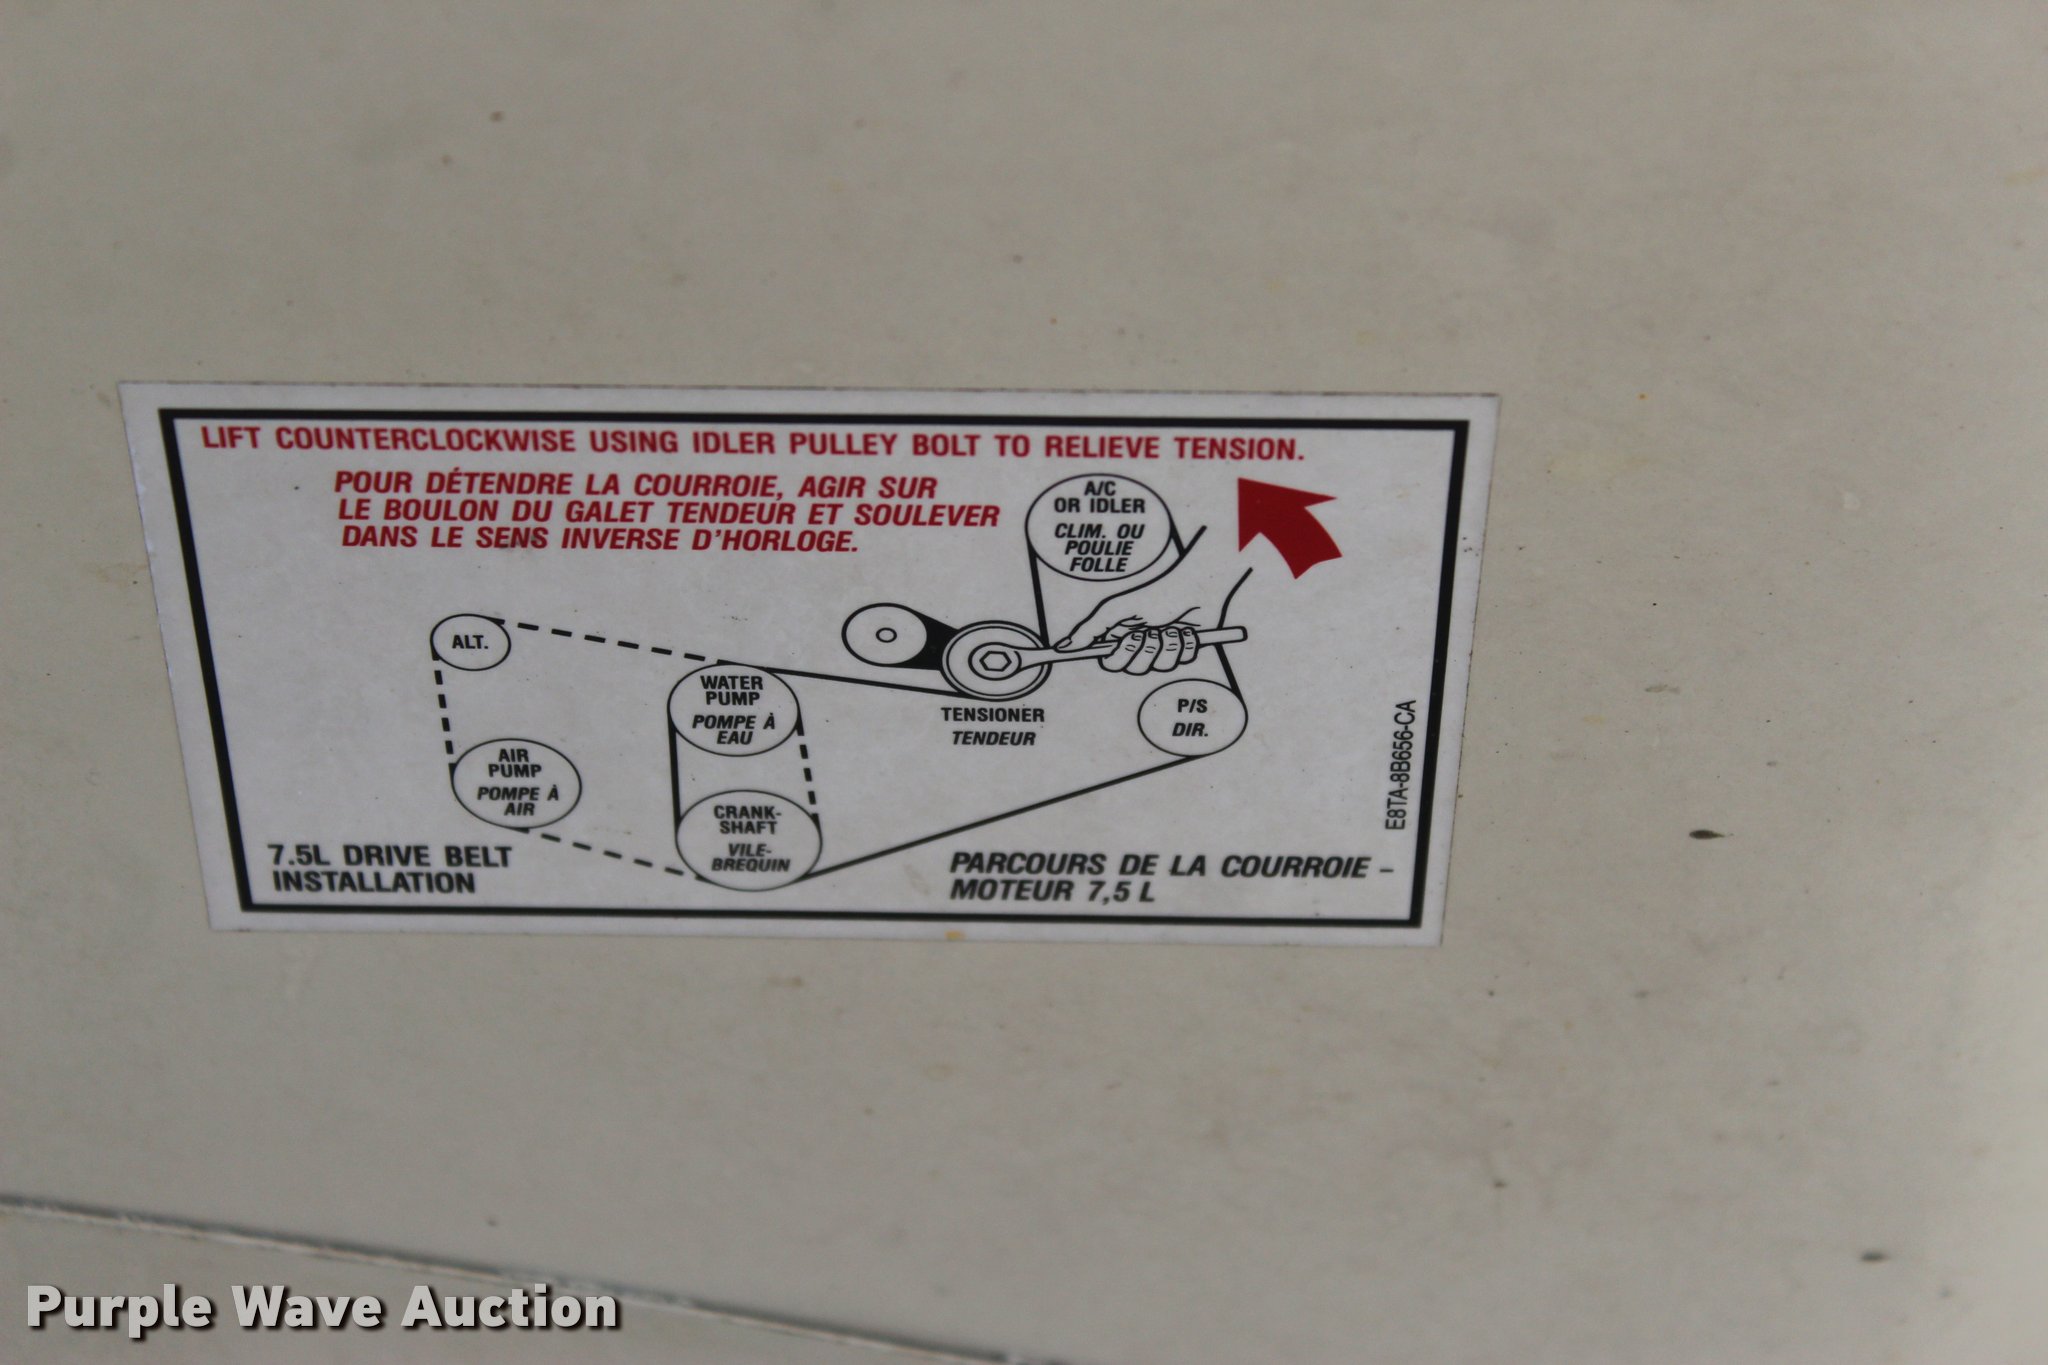 LIFT COUNTERCLOCKWISE USING IDLER PULLEY BOLT TO RELIEVE TENSION.
POUR DÉTENDRE LA COURROIE, AGIR SUR
LE BOULON DU GALET TENDEUR ET SOULEVER
DANS LE SENS INVERSE D'HORLOGE.
A/C
OR IDLER
CLIM. OU
POULIE
FOLLE
ALT.
WATER
PUMP
POMPE À
EAU
TENSIONER
TENDEUR
P/S
DIR.
AIR
PUMP
POMPE À
AIR
CRANK-
SHAFT
VILE-
BREQUIN
E8TA-8B656-CA
7.5L DRIVE BELT
INSTALLATION
PARCOURS DE LA COURROIE -
MOTEUR 7,5 L
Purple Wave Auction